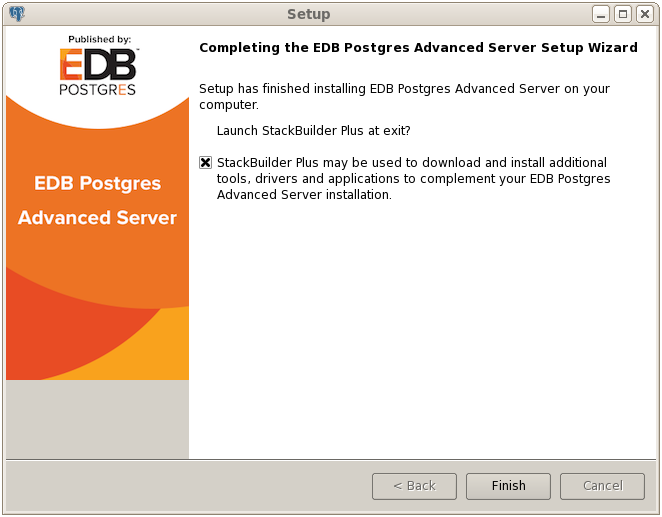 Setup
Published by:
EDB™
POSTGRES
EDB Postgres
Advanced Server
Completing the EDB Postgres Advanced Server Setup Wizard
Setup has finished installing EDB Postgres Advanced Server on your
computer.
Launch StackBuilder Plus at exit?
StackBuilder Plus may be used to download and install additional
tools, drivers and applications to complement your EDB Postgres
Advanced Server installation.
< Back
Finish
Cancel